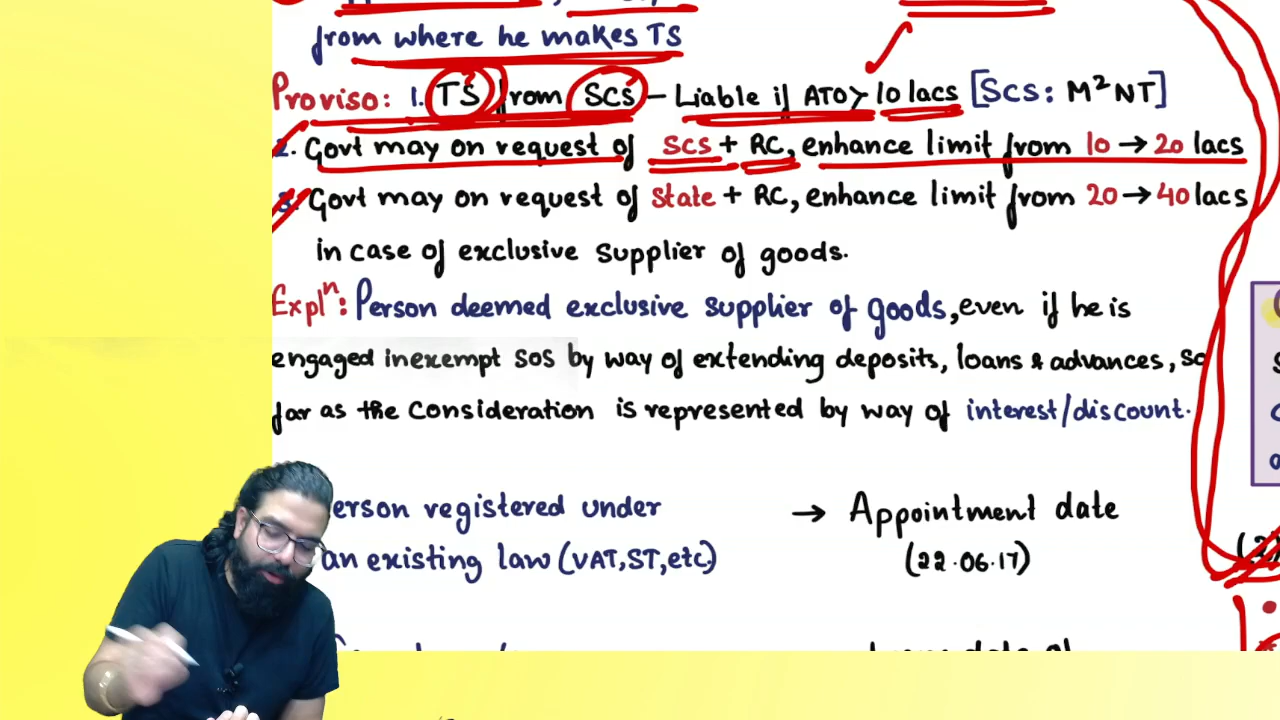 from where he makes TS
Proviso: 1. TS from SCS – Liable if ATO > 10 lacs [SCS: M²NT]
2. Govt may on request of SCS + RC, enhance limit from 10 → 20 lacs
3. Govt may on request of State + RC, enhance limit from 20 → 40 lacs
in case of exclusive supplier of goods.
Explⁿ: Person deemed exclusive supplier of goods, even if he is
engaged in exempt SOS by way of extending deposits, loans & advances, so
far as the consideration is represented by way of interest/discount.
erson registered under → Appointment date
an existing law (VAT, ST, etc.) (22.06.17)